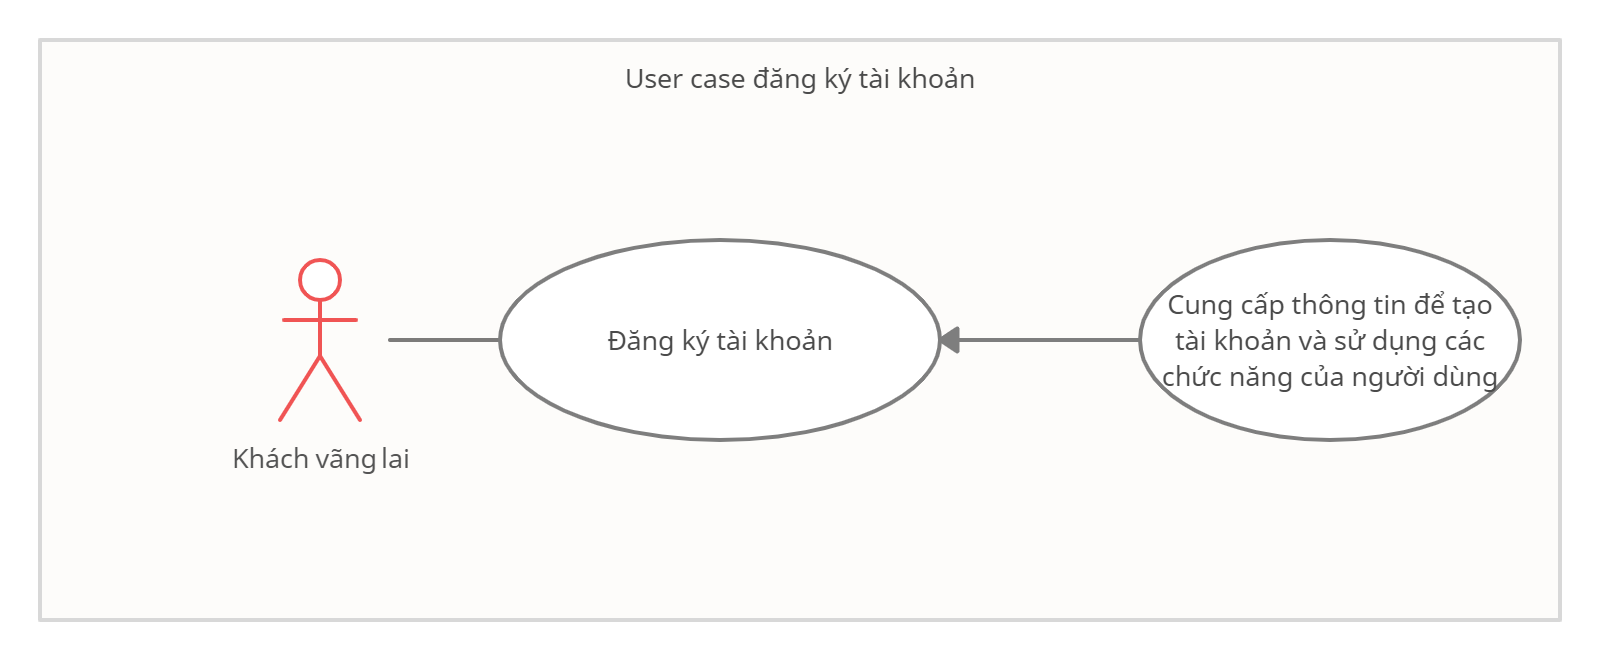 User case đăng ký tài khoản
Đăng ký tài khoản
Cung cấp thông tin để tạo
tài khoản và sử dụng các
chức năng của người dùng
Khách vãng lai